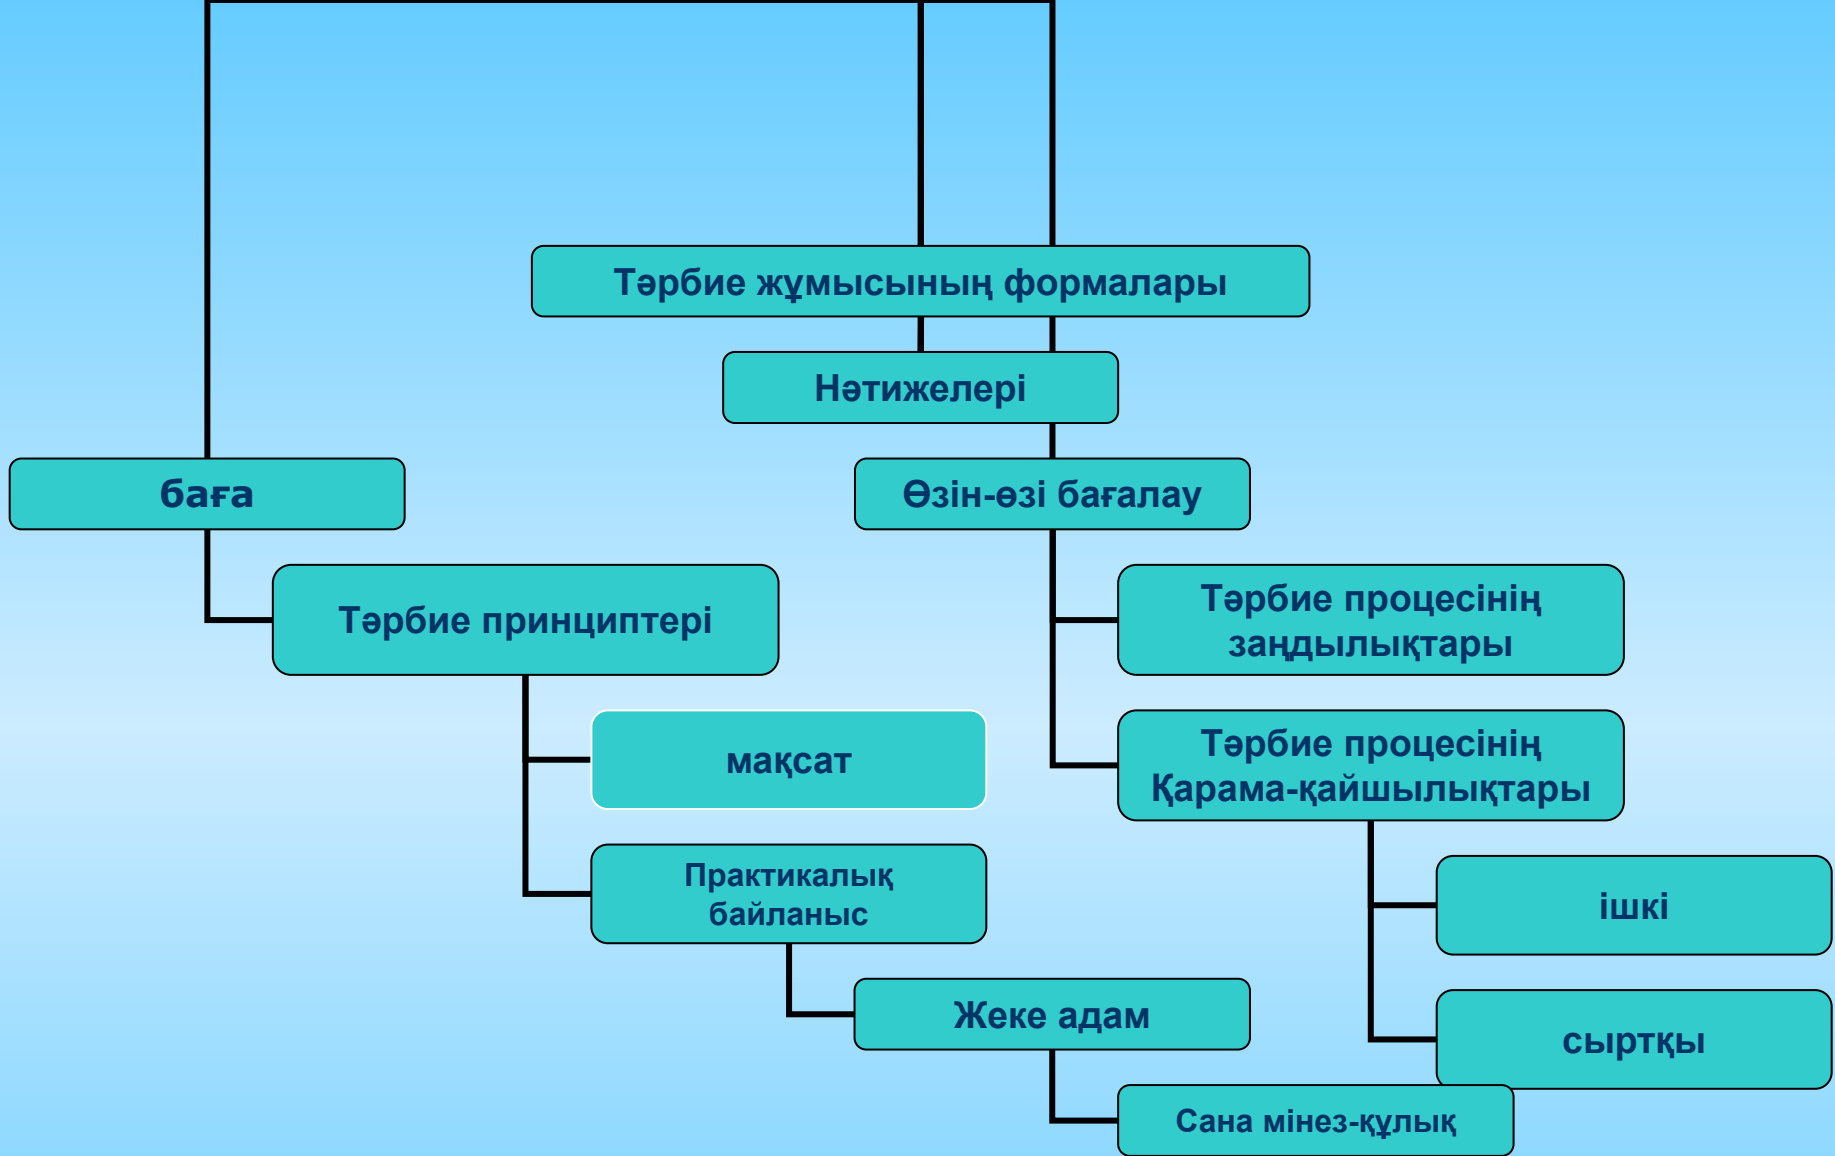 Тәрбие жұмысының формалары
Нәтижелері
баға
Өзін-өзі бағалау
Тәрбие принциптері
Тәрбие процесінің
заңдылықтары
мақсат
Тәрбие процесінің
Қарама-қайшылықтары
Практикалық
байланыс
ішкі
Жеке адам
сыртқы
Сана мінез-құлық